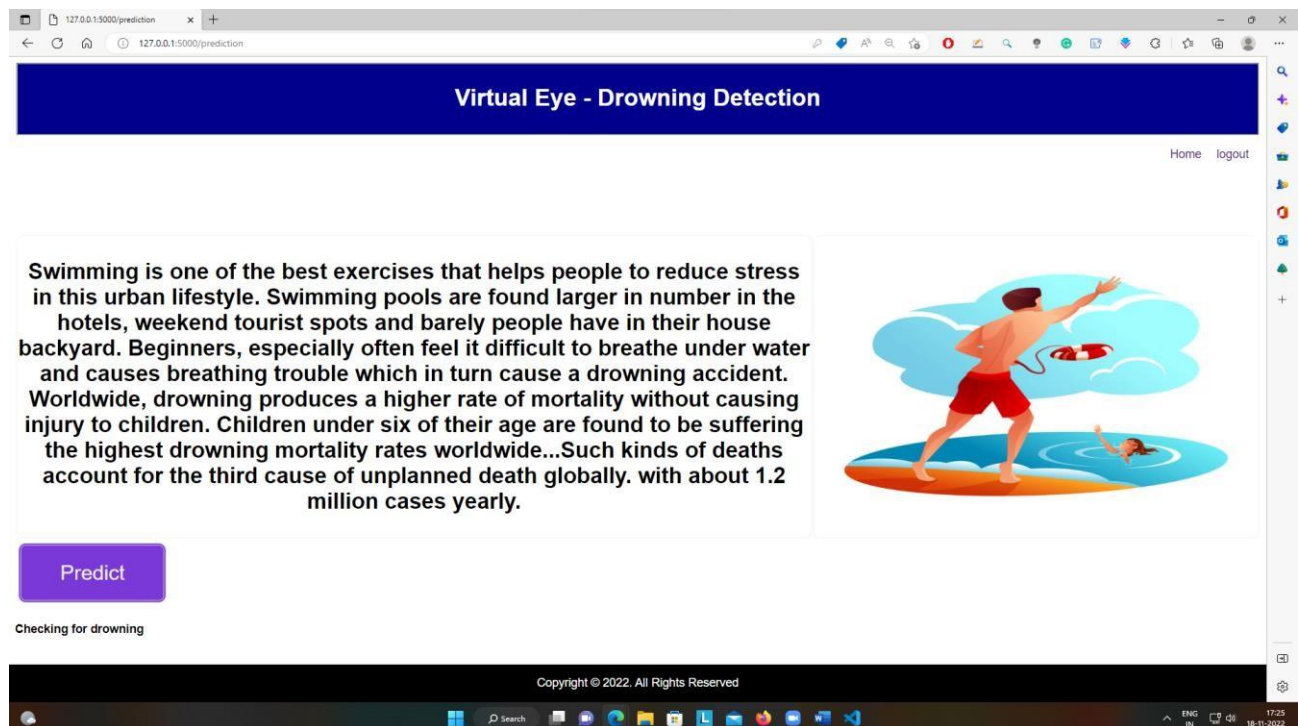 127.0.0.1:5000/prediction
127.0.0.1:5000/prediction
Virtual Eye - Drowning Detection
Home logout
Swimming is one of the best exercises that helps people to reduce stress
in this urban lifestyle. Swimming pools are found larger in number in the
hotels, weekend tourist spots and barely people have in their house
backyard. Beginners, especially often feel it difficult to breathe under water
and causes breathing trouble which in turn cause a drowning accident.
Worldwide, drowning produces a higher rate of mortality without causing
injury to children. Children under six of their age are found to be suffering
the highest drowning mortality rates worldwide...Such kinds of deaths
account for the third cause of unplanned death globally. with about 1.2
million cases yearly.
Predict
Checking for drowning
Copyright © 2022. All Rights Reserved
Search
ENG
IN
17:25
18-11-2022